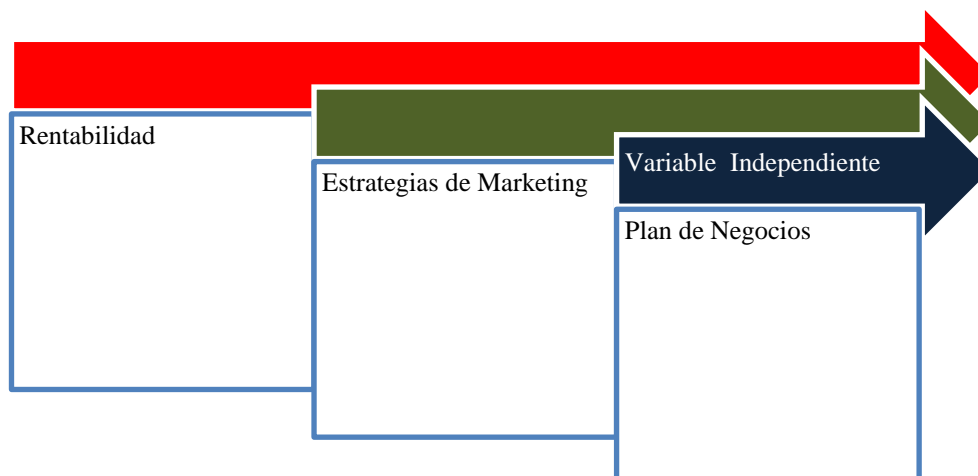 Rentabilidad
Estrategias de Marketing
Variable Independiente
Plan de Negocios